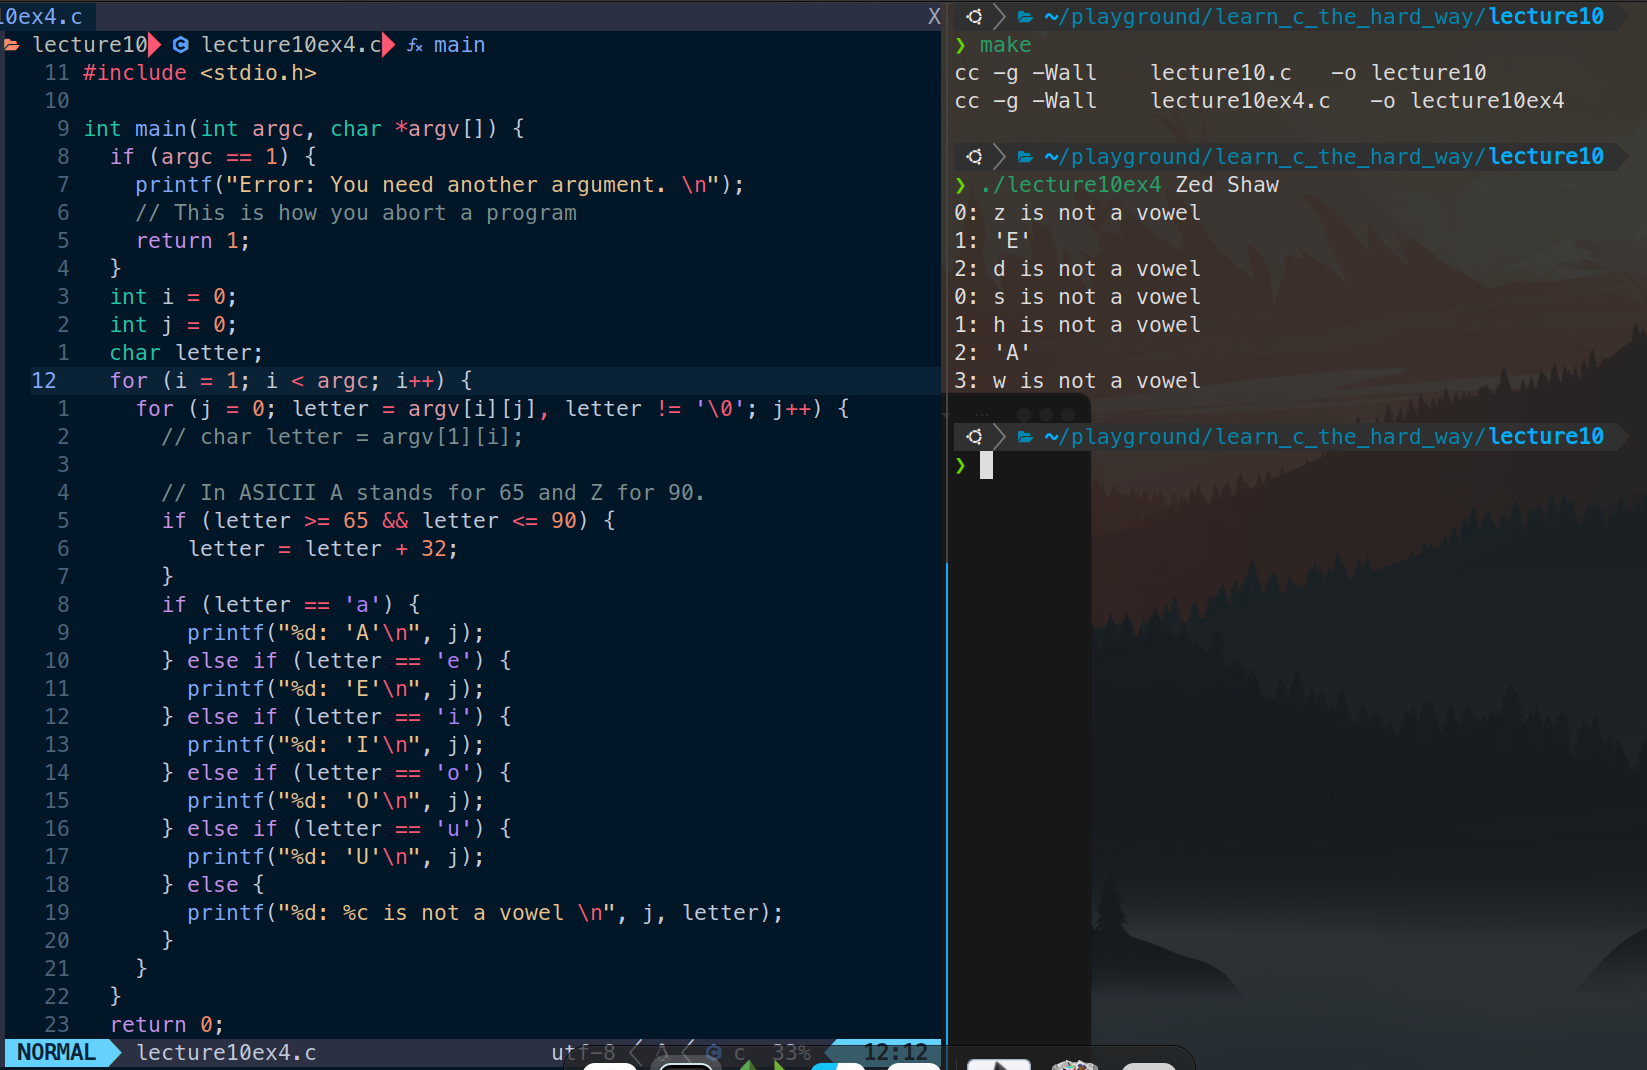 10ex4.c X
lecture10 lecture10ex4.c main
11 #include <stdio.h>
10
9 int main(int argc, char *argv[]) {
8 if (argc == 1) {
7 printf("Error: You need another argument. \n");
6 // This is how you abort a program
5 return 1;
4 }
3 int i = 0;
2 int j = 0;
1 char letter;
12 for (i = 1; i < argc; i++) {
1 for (j = 0; letter = argv[i][j], letter != '\0'; j++) {
2 // char letter = argv[1][i];
3
4 // In ASICII A stands for 65 and Z for 90.
5 if (letter >= 65 && letter <= 90) {
6 letter = letter + 32;
7 }
8 if (letter == 'a') {
9 printf("%d: 'A'\n", j);
10 } else if (letter == 'e') {
11 printf("%d: 'E'\n", j);
12 } else if (letter == 'i') {
13 printf("%d: 'I'\n", j);
14 } else if (letter == 'o') {
15 printf("%d: 'O'\n", j);
16 } else if (letter == 'u') {
17 printf("%d: 'U'\n", j);
18 } else {
19 printf("%d: %c is not a vowel \n", j, letter);
20 }
21 }
22 }
23 return 0;
NORMAL lecture10ex4.c utf-8 c 33% 12:12
~/playground/learn_c_the_hard_way/lecture10
❯ make
cc -g -Wall lecture10.c -o lecture10
cc -g -Wall lecture10ex4.c -o lecture10ex4
~/playground/learn_c_the_hard_way/lecture10
❯ ./lecture10ex4 Zed Shaw
0: z is not a vowel
1: 'E'
2: d is not a vowel
0: s is not a vowel
1: h is not a vowel
2: 'A'
3: w is not a vowel
~/playground/learn_c_the_hard_way/lecture10
❯